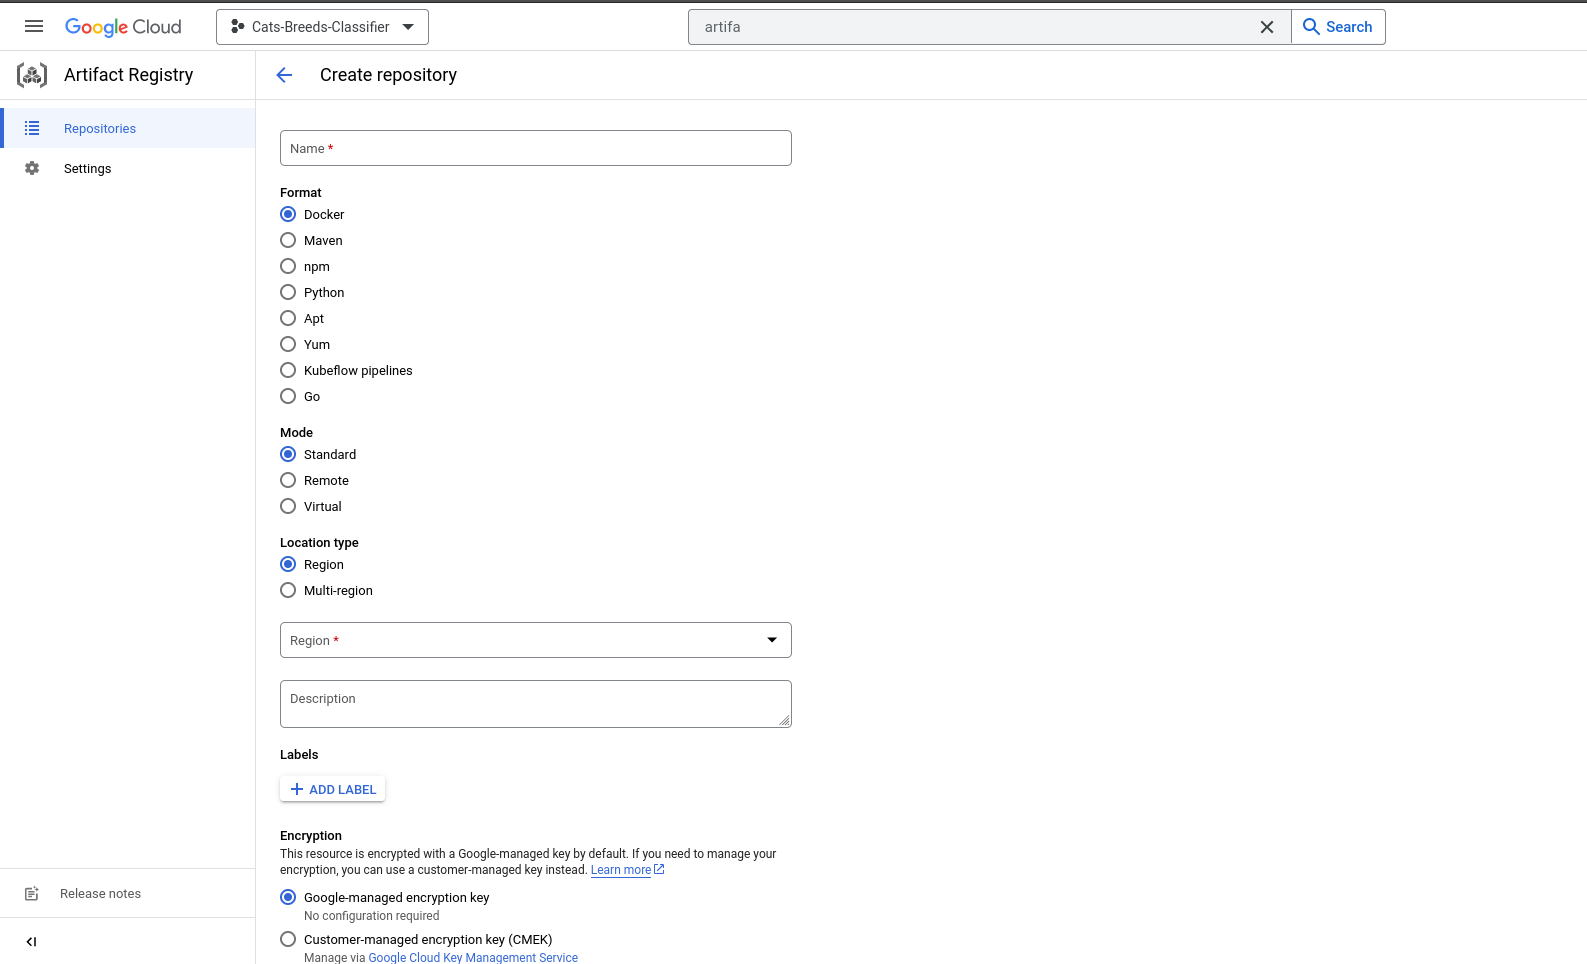 Google Cloud
Cats-Breeds-Classifier
artifa
Search
Artifact Registry
Create repository
Repositories
Settings
Name *
Format
Docker
Maven
npm
Python
Apt
Yum
Kubeflow pipelines
Go
Mode
Standard
Remote
Virtual
Location type
Region
Multi-region
Region *
Description
Labels
ADD LABEL
Encryption
This resource is encrypted with a Google-managed key by default. If you need to manage your
encryption, you can use a customer-managed key instead. Learn more
Google-managed encryption key
No configuration required
Customer-managed encryption key (CMEK)
Manage via Google Cloud Key Management Service
Release notes